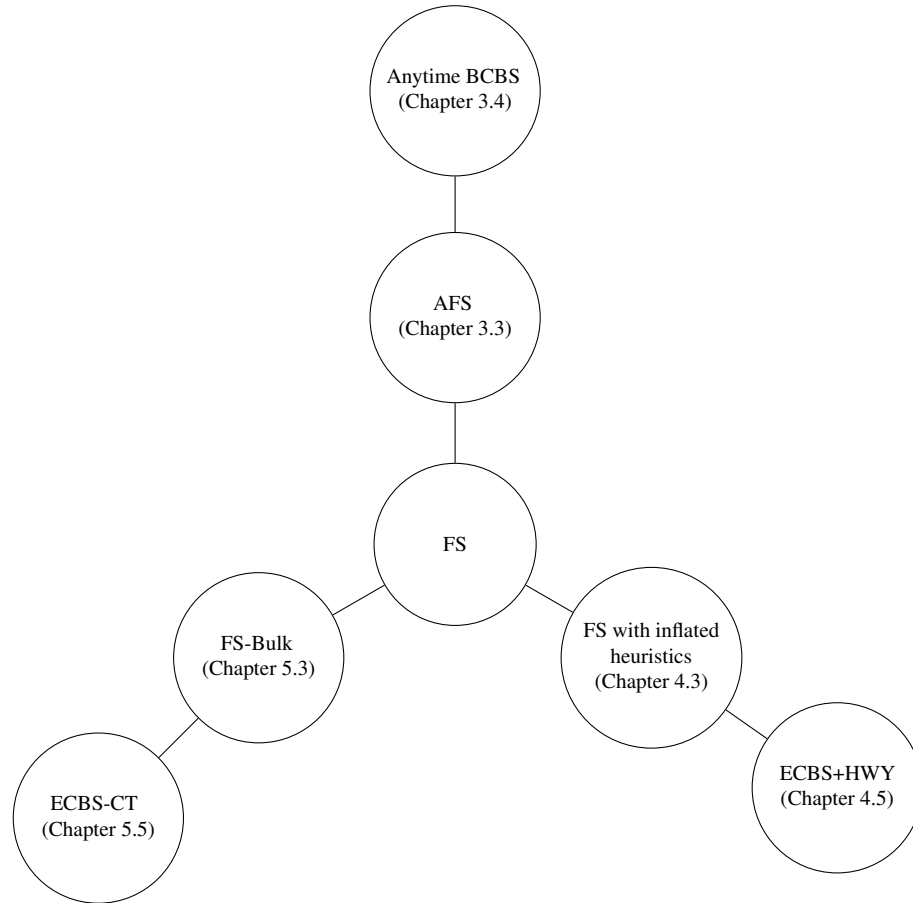 Anytime BCBS
(Chapter 3.4)
AFS
(Chapter 3.3)
FS
FS-Bulk
(Chapter 5.3)
FS with inflated
heuristics
(Chapter 4.3)
ECBS-CT
(Chapter 5.5)
ECBS+HWY
(Chapter 4.5)